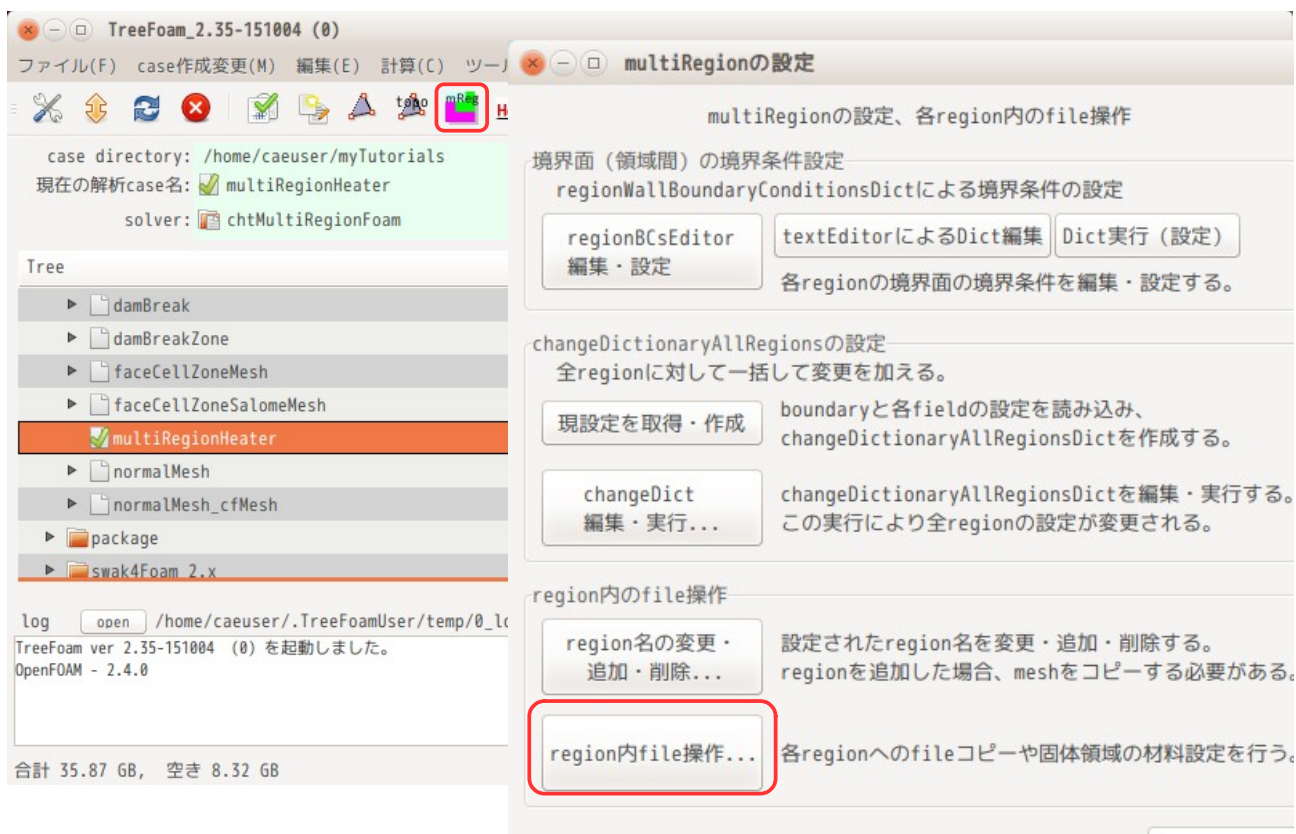 TreeFoam_2.35-151004 (0)
ファイル(F) case作成変更(M) 編集(E) 計算(C)
topo
mReg
case directory: /home/caeuser/myTutorials
現在の解析case名: multiRegionHeater
solver: chtMultiRegionFoam
Tree
damBreak
damBreakZone
faceCellZoneMesh
faceCellZoneSalomeMesh
multiRegionHeater
normalMesh
normalMesh_cfMesh
package
swak4Foam_2.x
log open /home/caeuser/.TreeFoamUser/temp/0_
TreeFoam ver 2.35-151004 (0) を起動しました。
OpenFOAM - 2.4.0
合計 35.87 GB, 空き 8.32 GB
multiRegionの設定
multiRegionの設定、各region内のfile操作
境界面（領域間）の境界条件設定
regionWallBoundaryConditionsDictによる境界条件の設定
regionBCsEditor
編集・設定
textEditorによるDict編集
Dict実行（設定）
各regionの境界面の境界条件を編集・設定する。
changeDictionaryAllRegionsの設定
全regionに対して一括して変更を加える。
現設定を取得・作成
boundaryと各fieldの設定を読み込み、
changeDictionaryAllRegionsDictを作成する。
changeDict
編集・実行...
changeDictionaryAllRegionsDictを編集・実行する。
この実行により全regionの設定が変更される。
region内のfile操作
region名の変更・
追加・削除...
設定されたregion名を変更・追加・削除する。
regionを追加した場合、meshをコピーする必要がある。
region内file操作...
各regionへのfileコピーや固体領域の材料設定を行う。